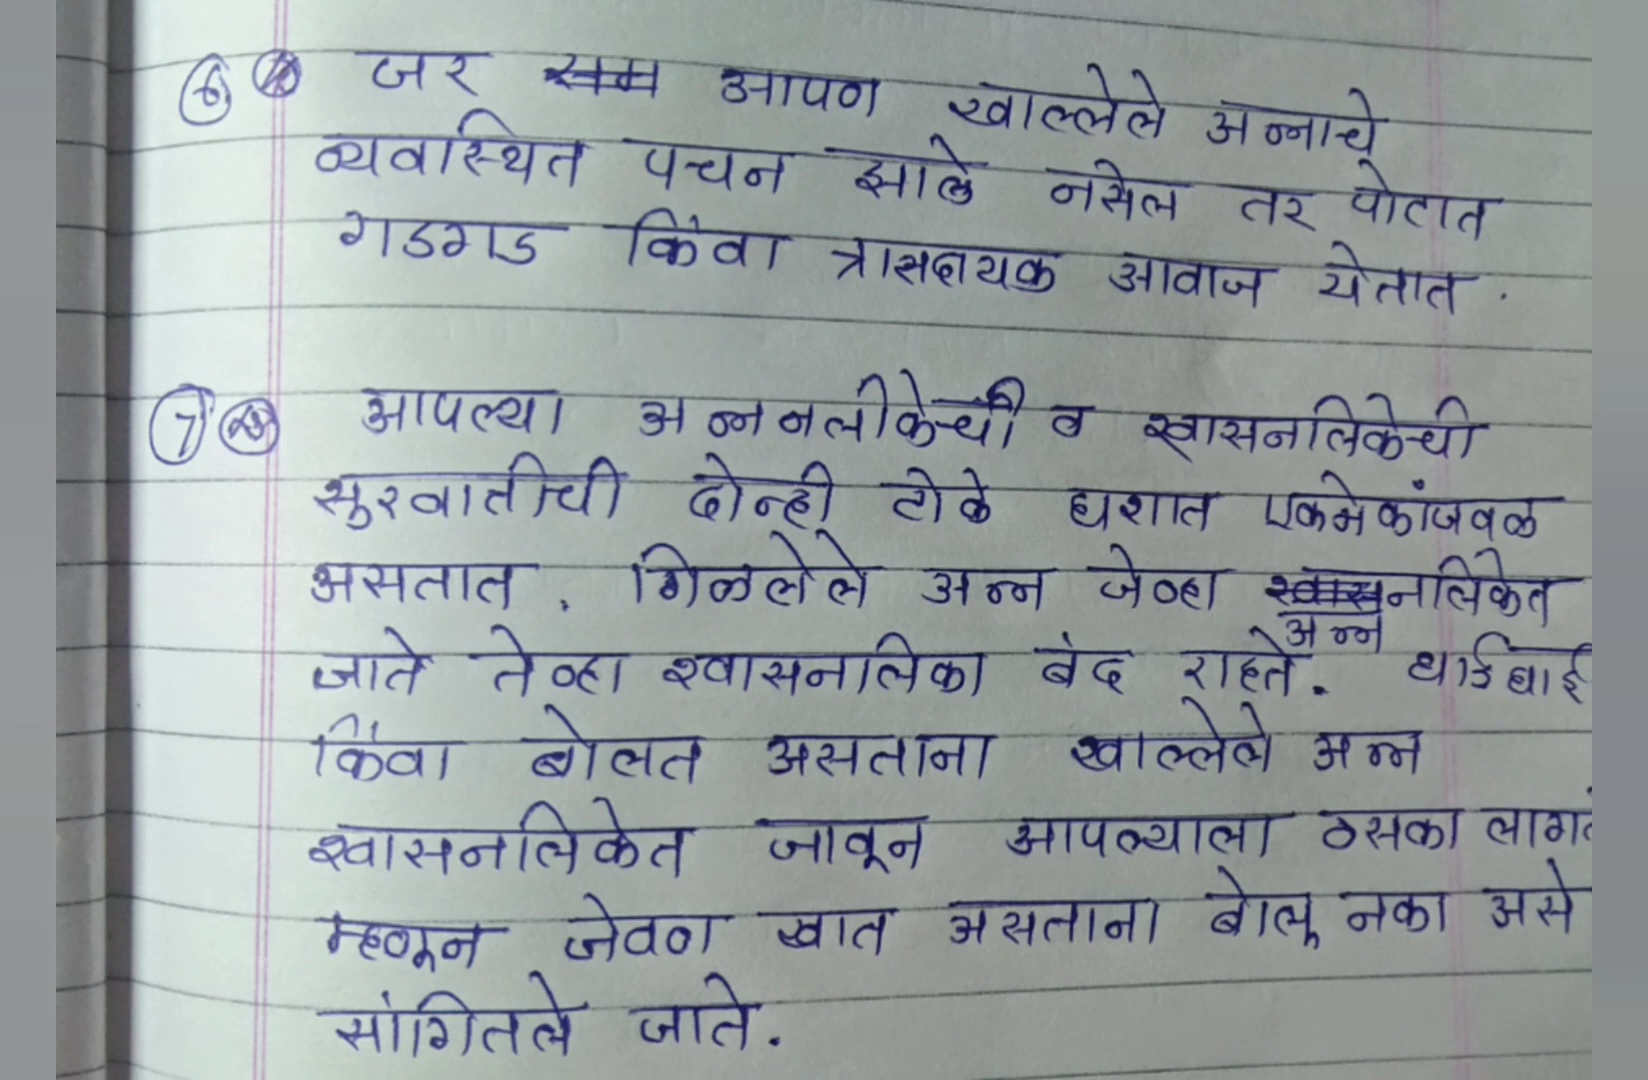 6 जर आपण खाल्लेले अन्नाचे
व्यवस्थित पचन झाले नसेल तर पोटात
गडगड किंवा त्रासदायक आवाज येतात.
7 आपल्या अन्ननलीकेची व श्वासनलिकेची
सुरवातीची दोन्ही टोके घशात एकमेकांजवळ
असतात. गिळलेले अन्न जेव्हा अन्ननलिकेत
जाते तेव्हा श्वासनलिका बंद राहते. घाईघाई
किंवा बोलत असताना खाल्लेले अन्न
श्वासनलिकेत जावून आपल्याला ठसका
म्हणून जेवण खात असताना बोलू नका असे
सांगितले जाते.